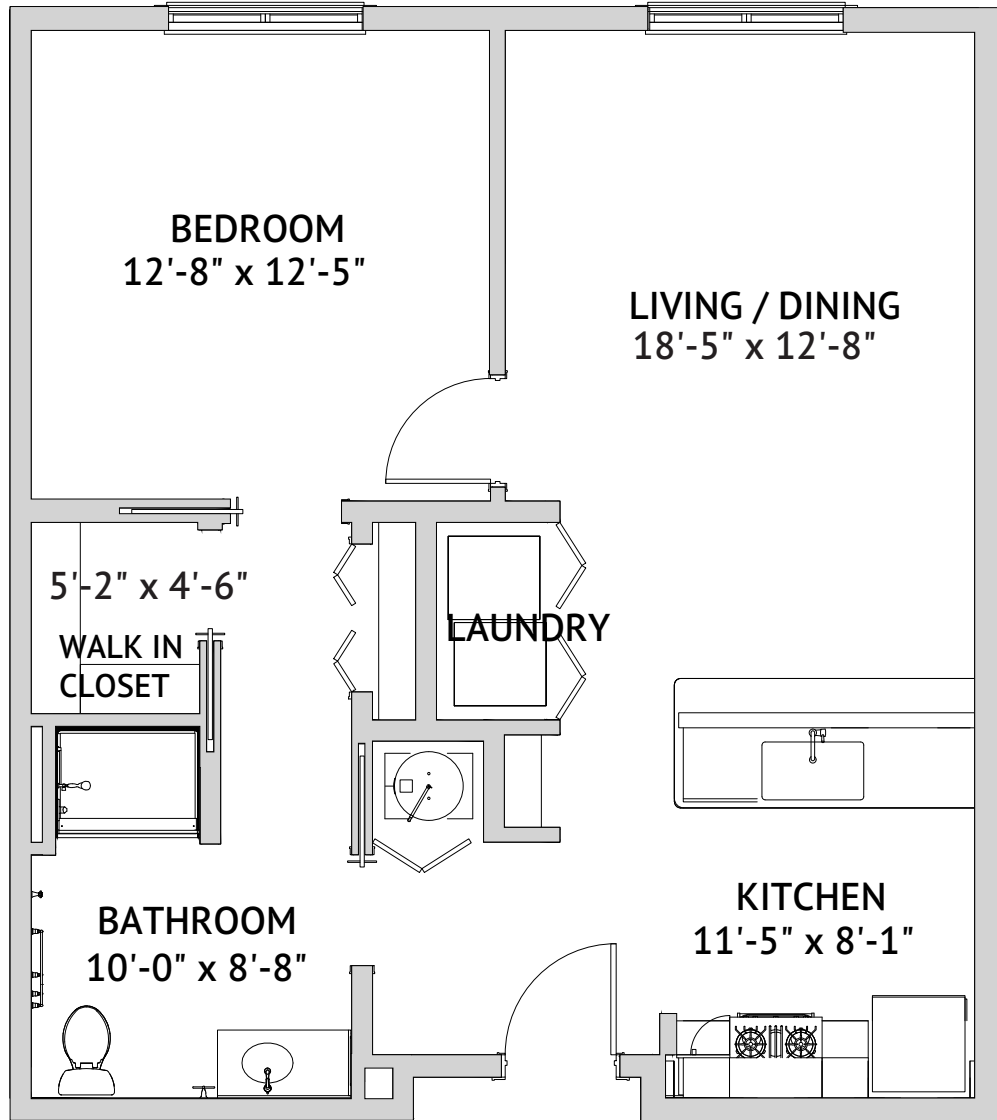 BEDROOM
12'-8" x 12'-5"
LIVING / DINING
18'-5" x 12'-8"
5'-2" x 4'-6"
WALK IN
CLOSET
LAUNDRY
KITCHEN
11'-5" x 8'-1"
BATHROOM
10'-0" x 8'-8"